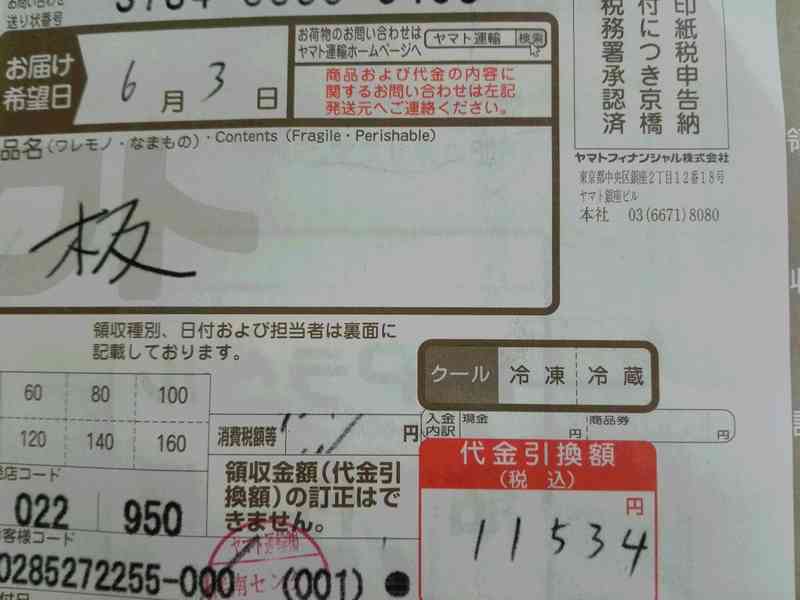 お問い合わせ
送り状番号
お届け
希望日
6月3日
お荷物のお問い合わせは
ヤマト運輸ホームページへ
ヤマト運輸 検索
商品および代金の内容に
関するお問い合わせは左記
発送元へご連絡ください。
印紙税申告納
付につき京橋
税務署承認済
ヤマトフィナンシャル株式会社
東京都中央区銀座2丁目12番18号
ヤマト銀座ビル
本社 03(6671)8080
品名(ワレモノ・なまもの)・Contents (Fragile・Perishable)
板
領収種別、日付および担当者は裏面に
記載しております。
クール 冷凍 冷蔵
60 80 100
120 140 160
消費税額等 円
入金内訳 現金 円 商品券 円
領収金額(代金引
換額)の訂正はで
きません。
代金引換額
(税込)
円
11534
店コード
022 950
客様コード
0285272255-000 (001)